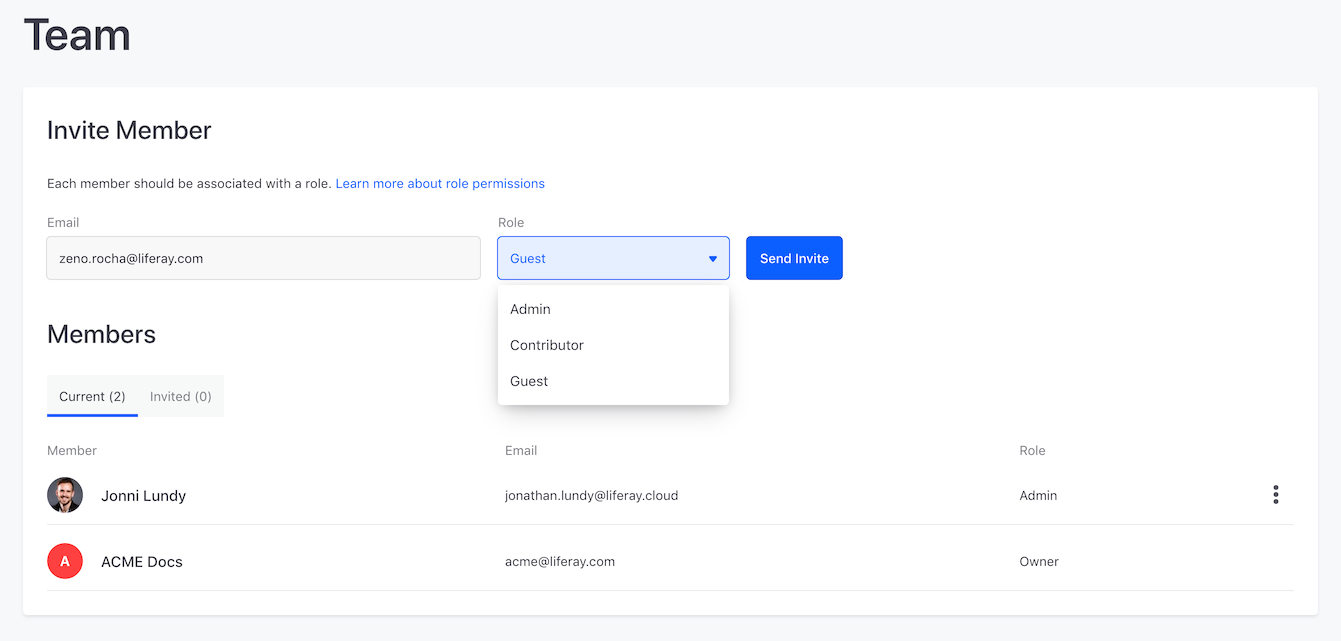 Team
Invite Member
Each member should be associated with a role. Learn more about role permissions
Email Role
zeno.rocha@liferay.com Guest Send Invite
Admin
Contributor
Guest
Members
Current (2) Invited (0)
Member Email Role
Jonni Lundy jonathan.lundy@liferay.cloud Admin
A ACME Docs acme@liferay.com Owner